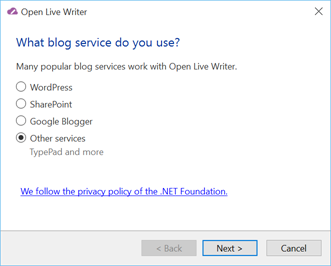 Open Live Writer
What blog service do you use?
Many popular blog services work with Open Live Writer.
WordPress
SharePoint
Google Blogger
Other services
TypePad and more
We follow the privacy policy of the .NET Foundation.
< Back Next > Cancel